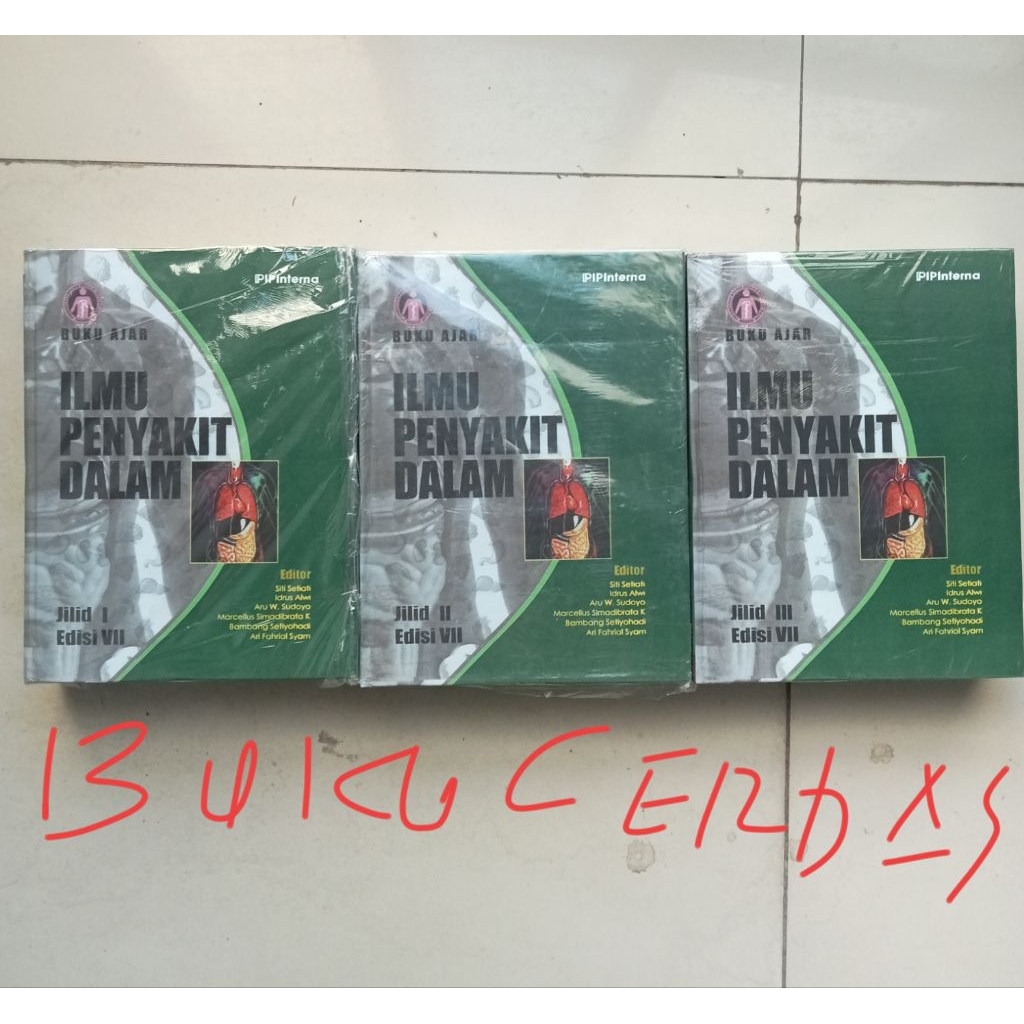 PIPInterna
BUKU AJAR
ILMU
PENYAKIT
DALAM
Editor
Siti Setiati
Idrus Alwi
Aru W. Sudoyo
Marcellus Simadibrata K
Bambang Setiyohadi
Ari Fahrial Syam
Jilid I
Edisi VII
PIPInterna
BUKU AJAR
ILMU
PENYAKIT
DALAM
Editor
Siti Setiati
Idrus Alwi
Aru W. Sudoyo
Marcellus Simadibrata K
Bambang Setiyohadi
Ari Fahrial Syam
Jilid II
Edisi VII
PIPInterna
BUKU AJAR
ILMU
PENYAKIT
DALAM
Editor
Siti Setiati
Idrus Alwi
Aru W. Sudoyo
Marcellus Simadibrata K
Bambang Setiyohadi
Ari Fahrial Syam
Jilid III
Edisi VII
BUKU CERDAS